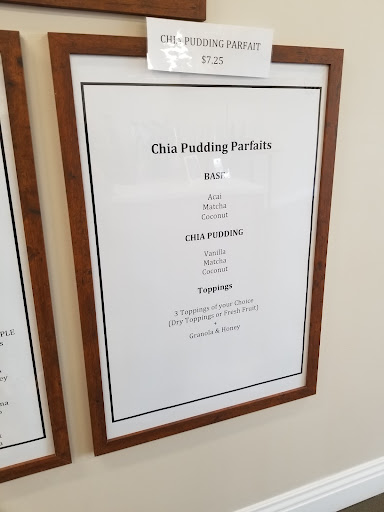 CHIA PUDDING PARFAIT
$7.25
Chia Pudding Parfaits
BASE
Acai
Matcha
Coconut
CHIA PUDDING
Vanilla
Matcha
Coconut
Toppings
3 Toppings of your Choice
(Dry Toppings or Fresh Fruit)
+
Granola & Honey